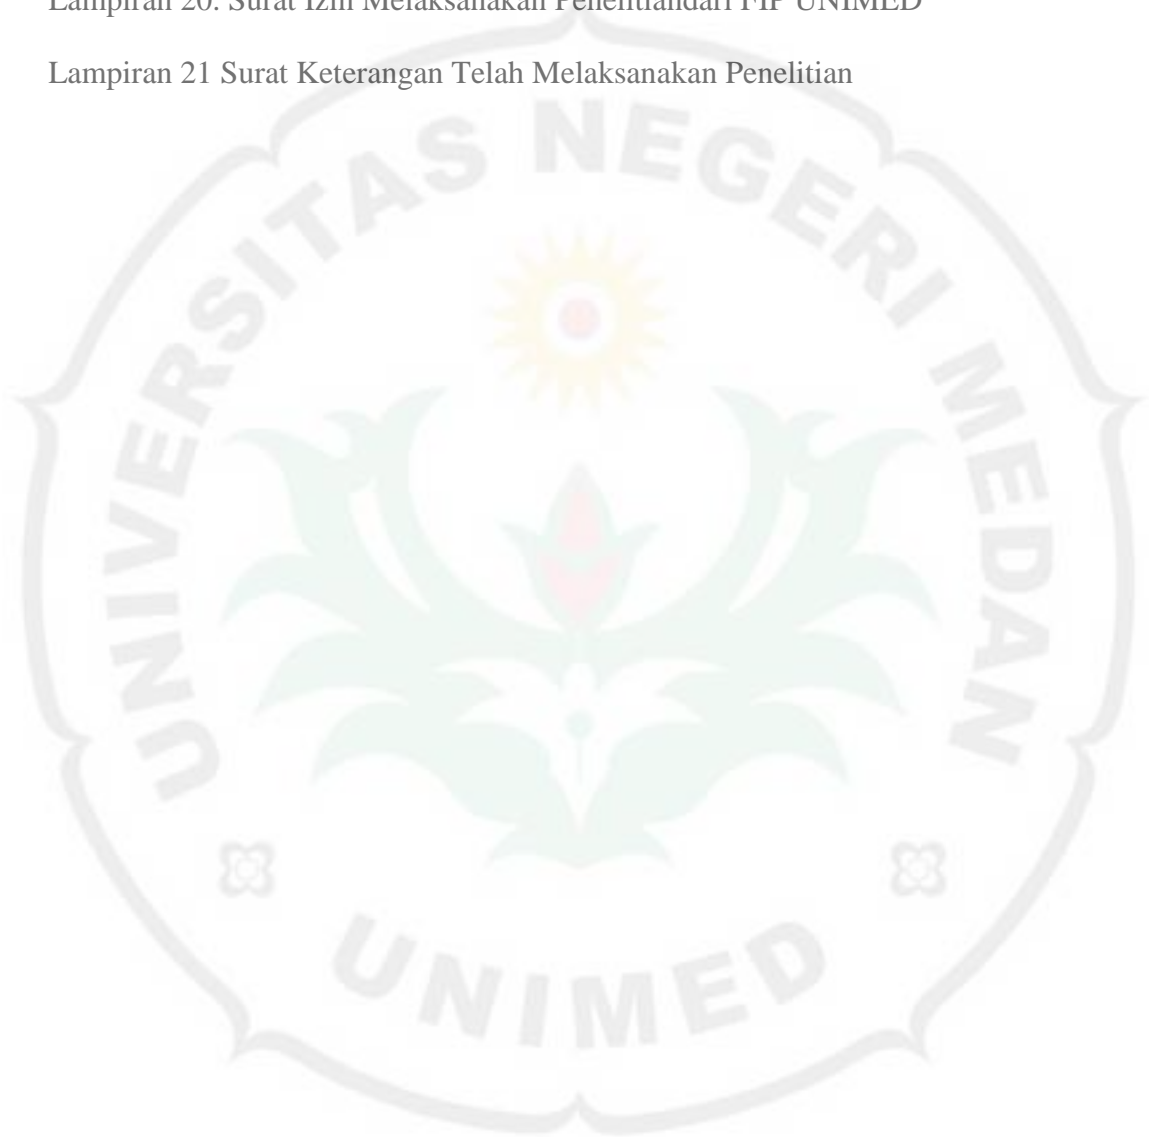 Lampiran 20. Surat Izin Melaksanakan Penelitiandari FIP UNIMED
Lampiran 21 Surat Keterangan Telah Melaksanakan Penelitian
UNIVERSITAS NEGERI MEDAN
UNIMED